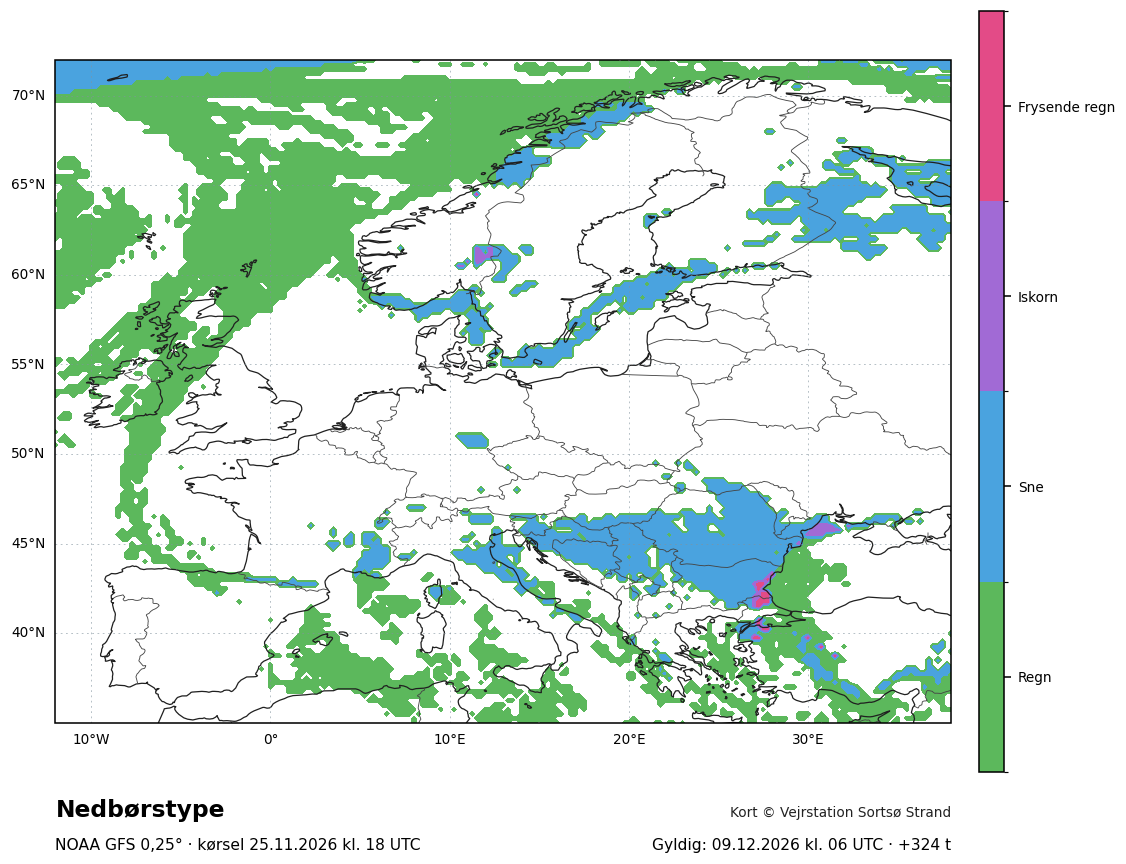 70°N
65°N
60°N
55°N
50°N
45°N
40°N
10°W
0°
10°E
20°E
30°E
Frysende regn
Iskorn
Sne
Regn
Nedbørstype
Kort © Vejrstation Sortsø Strand
NOAA GFS 0,25° · kørsel 25.11.2026 kl. 18 UTC
Gyldig: 09.12.2026 kl. 06 UTC · +324 t